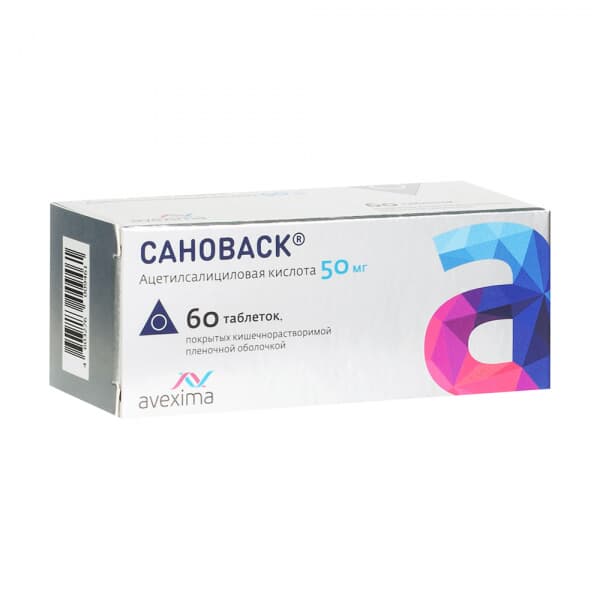 САНОВАСК®
Ацетилсалициловая кислота 50 мг
60 таблеток,
покрытых кишечнорастворимой
пленочной оболочкой
avexima